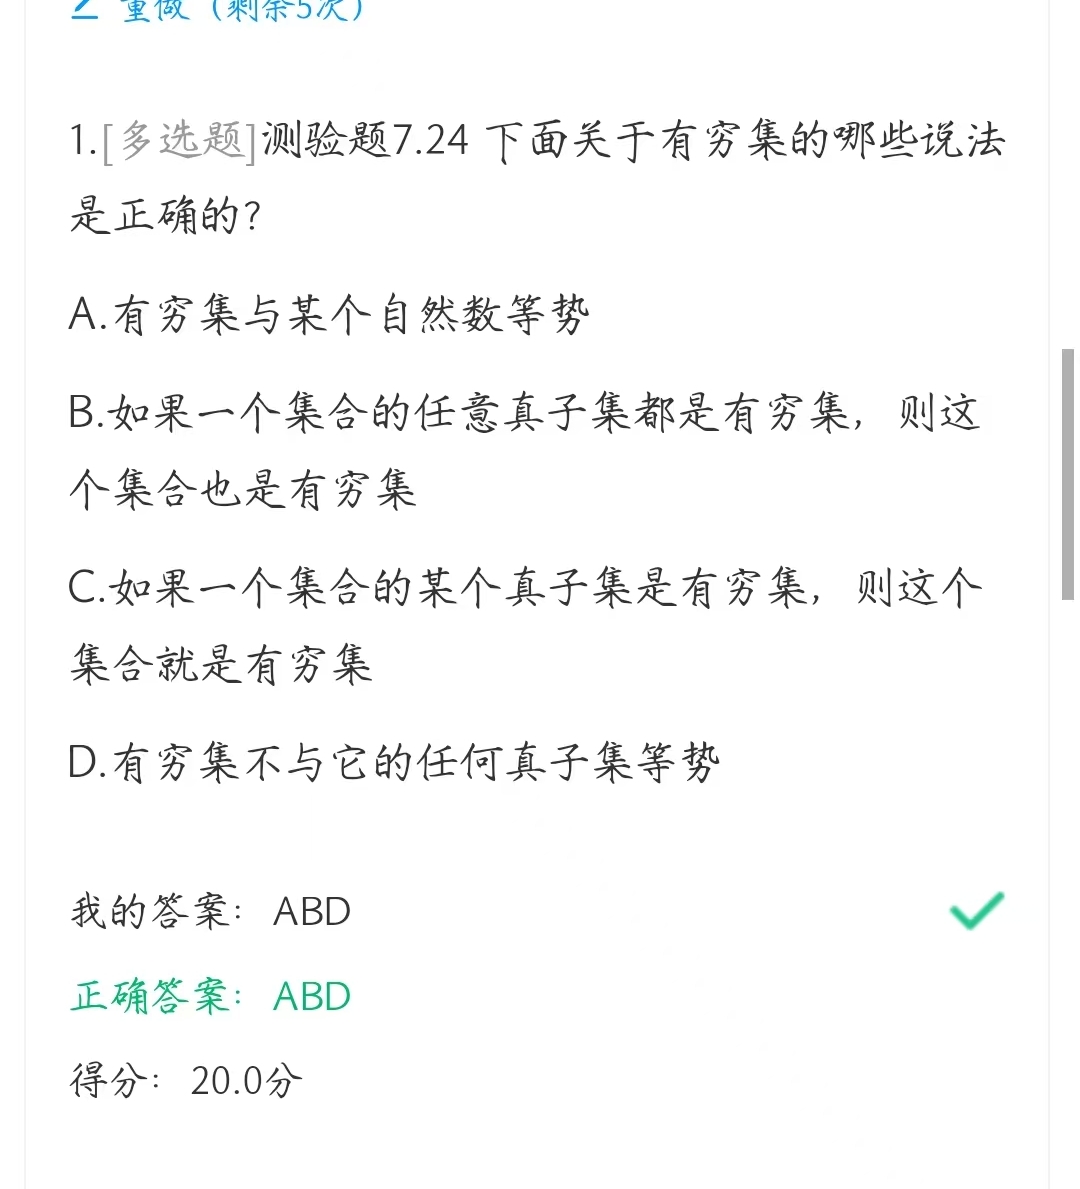 重做（剩余5次）
1.[多选题]测验题7.24 下面关于有穷集的哪些说法
是正确的？
A.有穷集与某个自然数等势
B.如果一个集合的任意真子集都是有穷集，则这
个集合也是有穷集
C.如果一个集合的某个真子集是有穷集，则这个
集合就是有穷集
D.有穷集不与它的任何真子集等势
我的答案： ABD
正确答案： ABD
得分： 20.0分